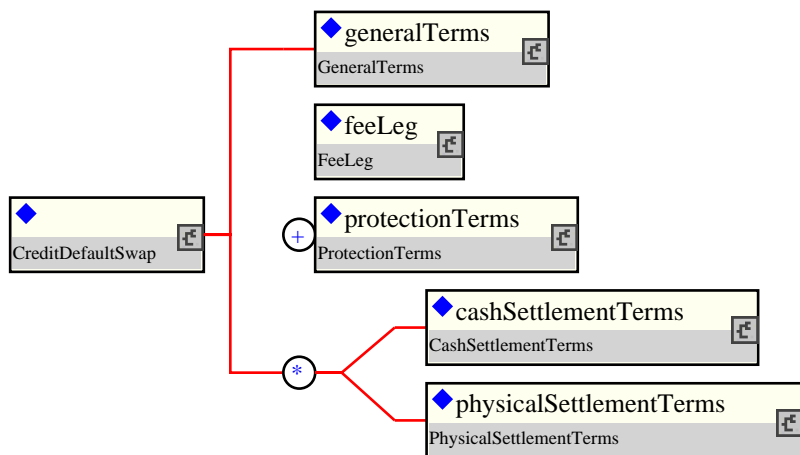 generalTerms
GeneralTerms
feeLeg
FeeLeg
CreditDefaultSwap
+
protectionTerms
ProtectionTerms
*
cashSettlementTerms
CashSettlementTerms
physicalSettlementTerms
PhysicalSettlementTerms